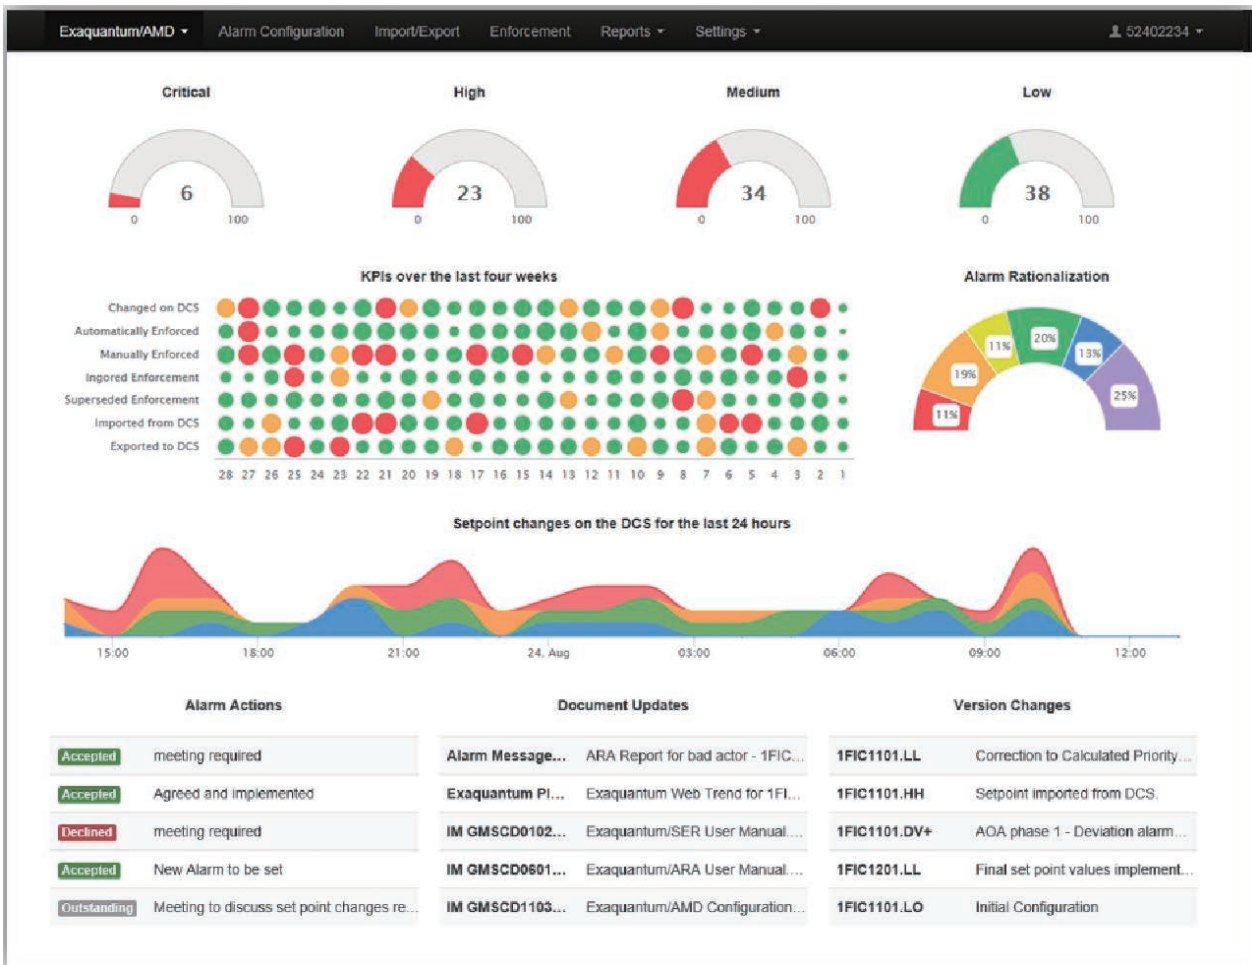 Exaquantum/AMD Alarm Configuration Import/Export Enforcement Reports Settings 52402234
Critical High Medium Low
6 23 34 38
0 100 0 100 0 100 0 100
KPIs over the last four weeks
Alarm Rationalization
Changed on DCS
Automatically Enforced
Manually Enforced
Ingored Enforcement
Superseded Enforcement
Imported from DCS
Exported to DCS
28 27 26 25 24 23 22 21 20 19 18 17 16 15 14 13 12 11 10 9 8 7 6 5 4 3 2 1
11% 19% 11% 20% 13% 25%
Setpoint changes on the DCS for the last 24 hours
15:00 18:00 21:00 24. Aug 03:00 06:00 09:00 12:00
Alarm Actions
Accepted meeting required
Accepted Agreed and implemented
Declined meeting required
Accepted New Alarm to be set
Outstanding Meeting to discuss set point changes re...
Document Updates
Alarm Message... ARA Report for bad actor - 1FIC...
Exaquantum PI... Exaquantum Web Trend for 1FI...
IM GMSCD0102... Exaquantum/SER User Manual....
IM GMSCD0601... Exaquantum/ARA User Manual....
IM GMSCD1103... Exaquantum/AMD Configuration...
Version Changes
1FIC1101.LL Correction to Calculated Priority...
1FIC1101.HH Setpoint imported from DCS.
1FIC1101.DV+ AOA phase 1 - Deviation alarm...
1FIC1201.LL Final set point values implement...
1FIC1101.LO Initial Configuration